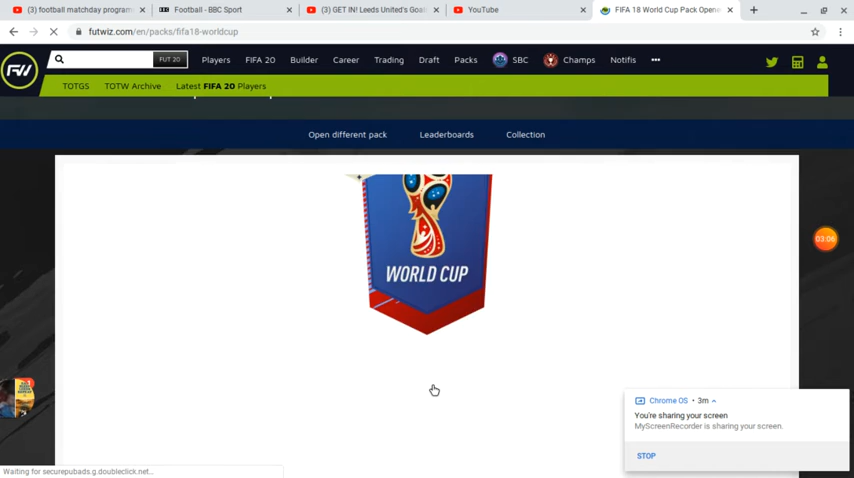 (3) football matchday program
Football - BBC Sport
(3) GET IN! Leeds United's Goal
YouTube
FIFA 18 World Cup Pack Opene
futwiz.com/en/packs/fifa18-worldcup
FW
FUT 20
Players
FIFA 20
Builder
Career
Trading
Draft
Packs
SBC
Champs
Notifis
TOTGS
TOTW Archive
Latest FIFA 20 Players
Open different pack
Leaderboards
Collection
WORLD CUP
03:06
Chrome OS • 3m
You're sharing your screen
MyScreenRecorder is sharing your screen.
STOP
Waiting for securepubads.g.doubleclick.net...